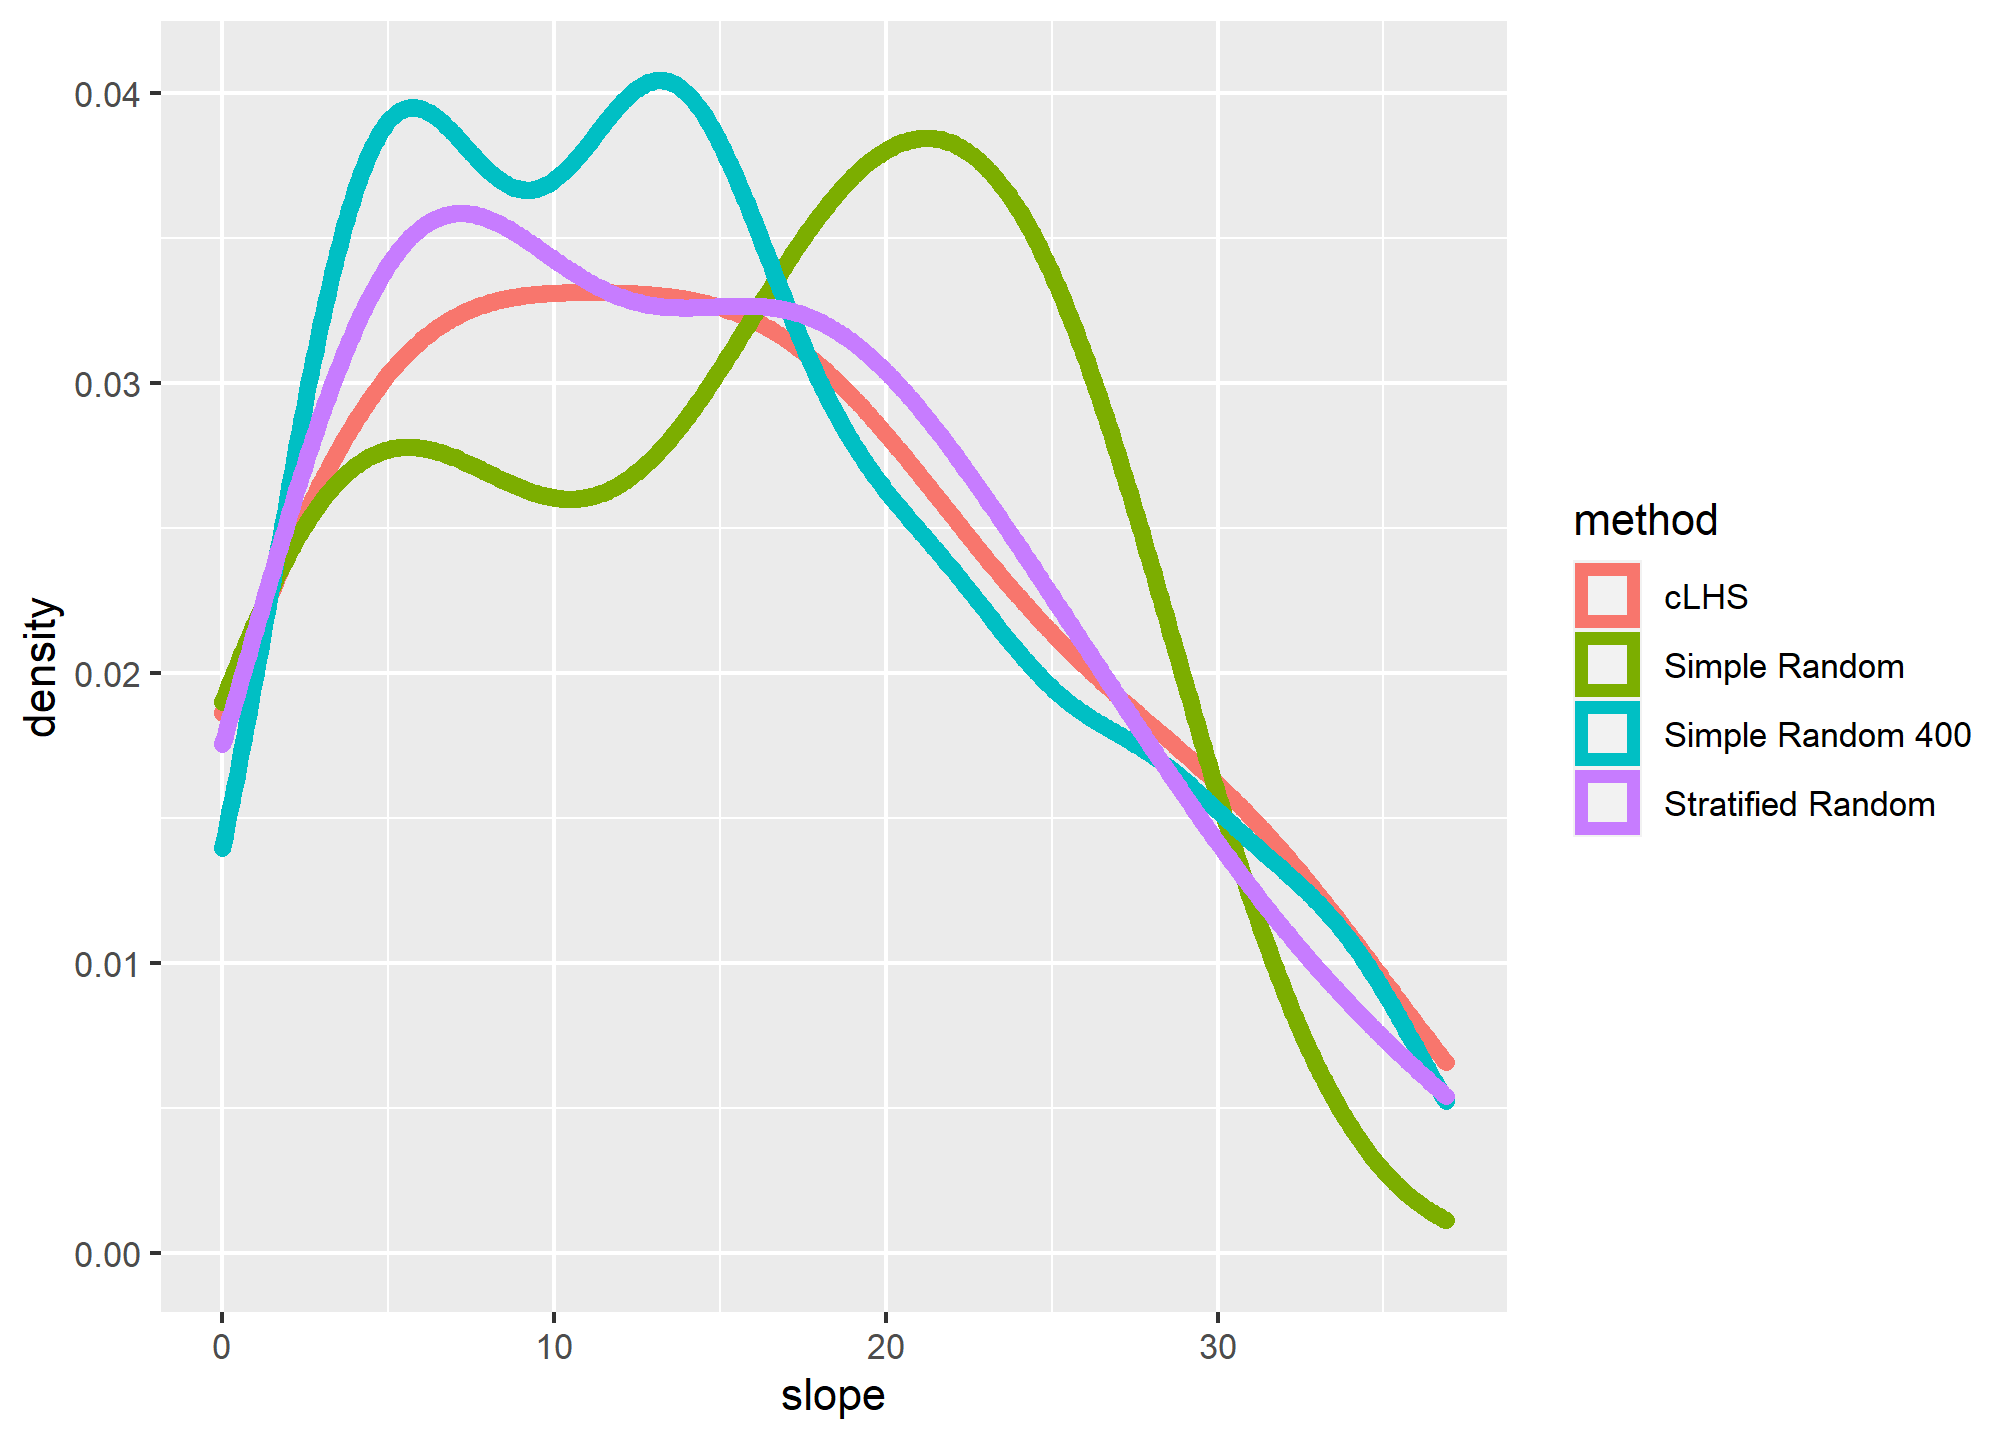 0.04
0.03
0.02
0.01
0.00
density
0
10
20
30
slope
method
cLHS
Simple Random
Simple Random 400
Stratified Random